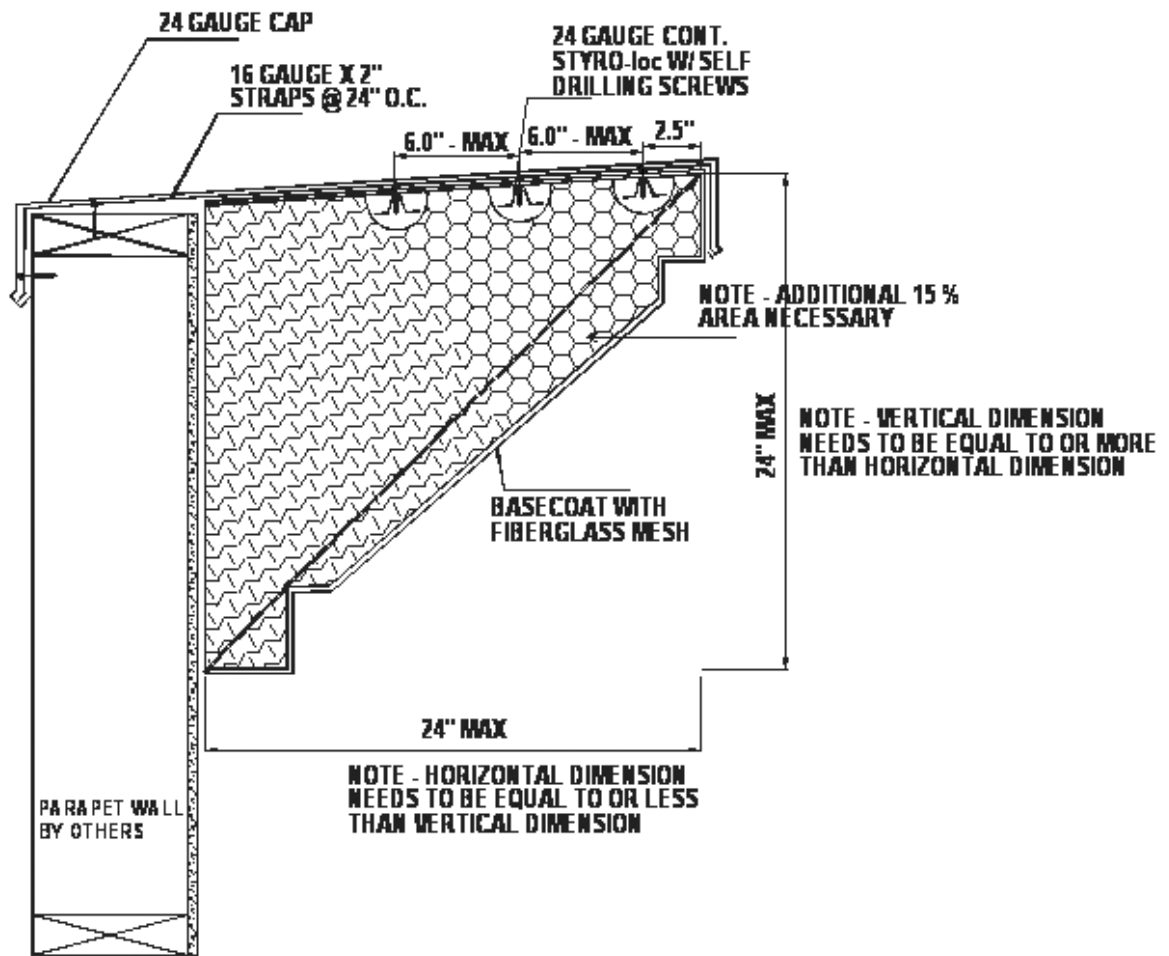 24 GAUGE CAP
16 GAUGE X 2"
STRAPS @ 24" O.C.
24 GAUGE CONT.
STYRO-loc W/ SELF
DRILLING SCREWS
6.0" - MAX
6.0" - MAX
2.5"
NOTE - ADDITIONAL 15 %
AREA NECESSARY
24" MAX
NOTE - VERTICAL DIMENSION
NEEDS TO BE EQUAL TO OR MORE
THAN HORIZONTAL DIMENSION
BASECOAT WITH
FIBERGLASS MESH
24" MAX
NOTE - HORIZONTAL DIMENSION
NEEDS TO BE EQUAL TO OR LESS
THAN VERTICAL DIMENSION
PARAPET WALL
BY OTHERS